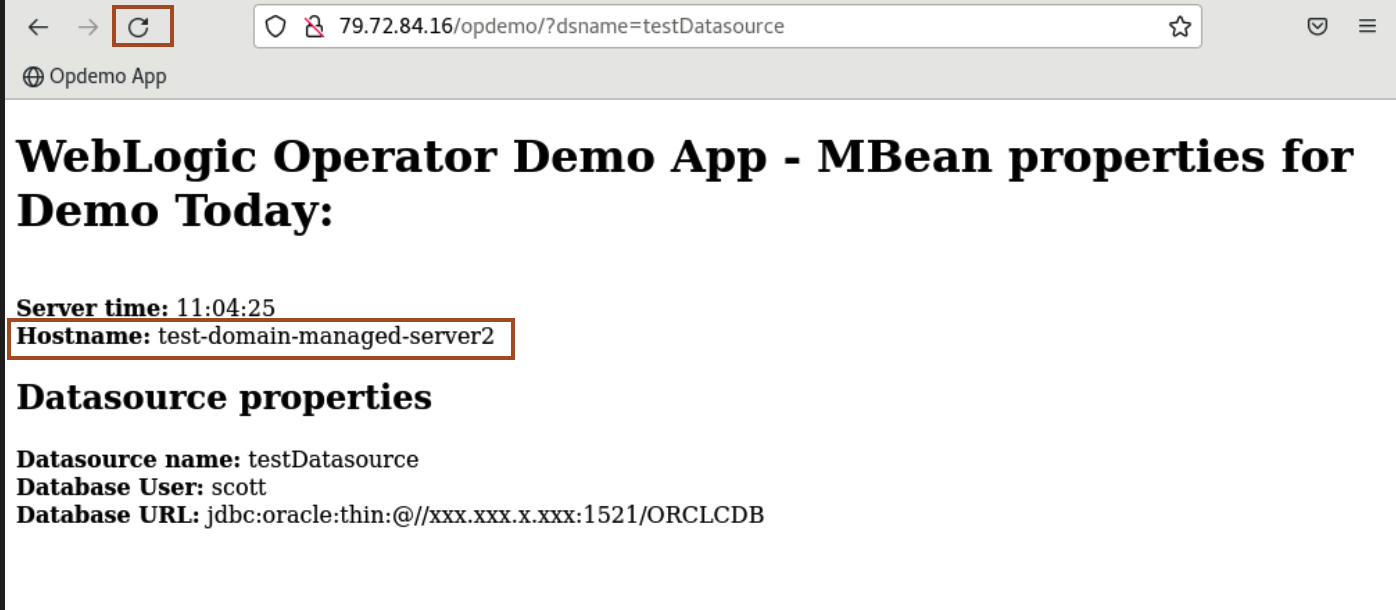 79.72.84.16/opdemo/?dsname=testDatasource
Opdemo App
WebLogic Operator Demo App - MBean properties for
Demo Today:
Server time: 11:04:25
Hostname: test-domain-managed-server2
Datasource properties
Datasource name: testDatasource
Database User: scott
Database URL: jdbc:oracle:thin:@//xxx.xxx.x.xxx:1521/ORCLCDB